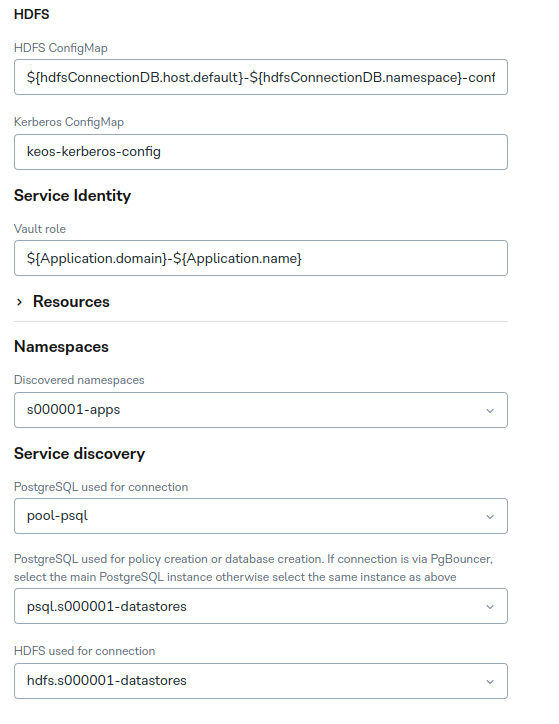 HDFS
HDFS ConfigMap
${hdfsConnectionDB.host.default}-${hdfsConnectionDB.namespace}-conf
Kerberos ConfigMap
keos-kerberos-config
Service Identity
Vault role
${Application.domain}-${Application.name}
Resources
Namespaces
Discovered namespaces
s000001-apps
Service discovery
PostgreSQL used for connection
pool-psql
PostgreSQL used for policy creation or database creation. If connection is via PgBouncer,
select the main PostgreSQL instance otherwise select the same instance as above
psql.s000001-datastores
HDFS used for connection
hdfs.s000001-datastores